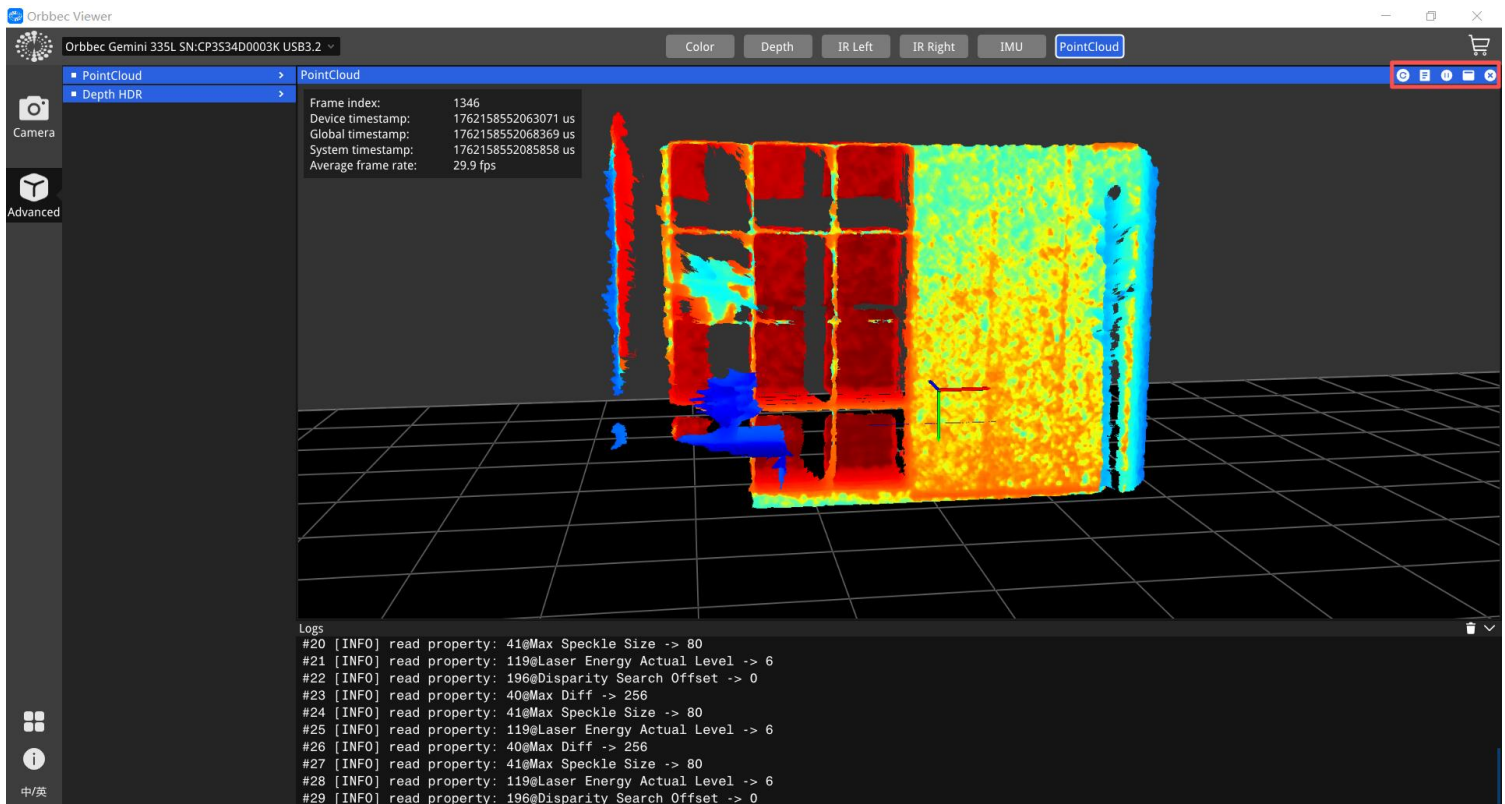 Orbbec Viewer
Orbbec Gemini 335L SN:CP3S34D0003K USB3.2
Color
Depth
IR Left
IR Right
IMU
PointCloud
PointCloud
Depth HDR
PointCloud
Camera
Advanced
Frame index: 1346
Device timestamp: 1762158552063071 us
Global timestamp: 1762158552068369 us
System timestamp: 1762158552085858 us
Average frame rate: 29.9 fps
Logs
#20 [INFO] read property: 41@Max Speckle Size -> 80
#21 [INFO] read property: 119@Laser Energy Actual Level -> 6
#22 [INFO] read property: 196@Disparity Search Offset -> 0
#23 [INFO] read property: 40@Max Diff -> 256
#24 [INFO] read property: 41@Max Speckle Size -> 80
#25 [INFO] read property: 119@Laser Energy Actual Level -> 6
#26 [INFO] read property: 40@Max Diff -> 256
#27 [INFO] read property: 41@Max Speckle Size -> 80
#28 [INFO] read property: 119@Laser Energy Actual Level -> 6
#29 [INFO] read property: 196@Disparity Search Offset -> 0
中/英